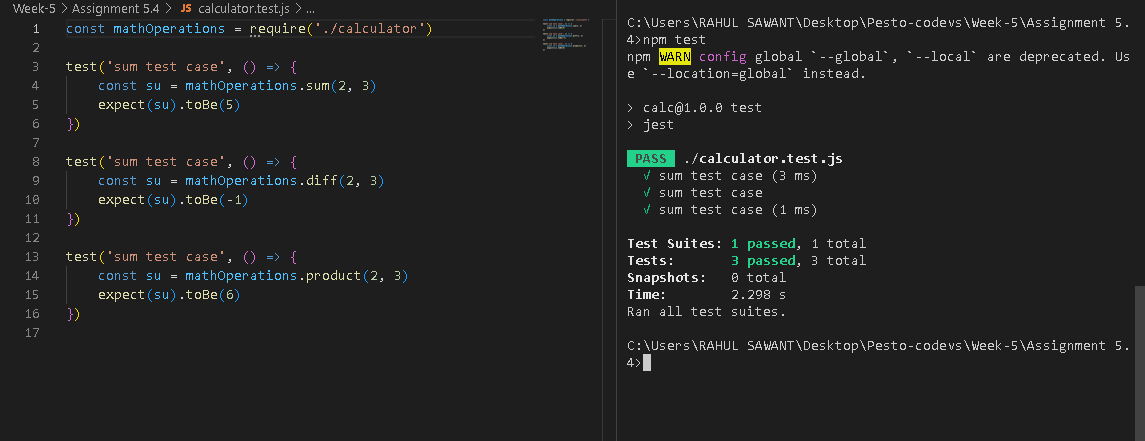 Week-5 > Assignment 5.4 > JS calculator.test.js > ...
1 const mathOperations = require('./calculator')
2
3 test('sum test case', () => {
4 const su = mathOperations.sum(2, 3)
5 expect(su).toBe(5)
6 })
7
8 test('sum test case', () => {
9 const su = mathOperations.diff(2, 3)
10 expect(su).toBe(-1)
11 })
12
13 test('sum test case', () => {
14 const su = mathOperations.product(2, 3)
15 expect(su).toBe(6)
16 })
17
C:\Users\RAHUL SAWANT\Desktop\Pesto-codevs\Week-5\Assignment 5.
4>npm test
npm WARN config global `--global`, `--local` are deprecated. Us
e `--location=global` instead.
> calc@1.0.0 test
> jest
PASS ./calculator.test.js
√ sum test case (3 ms)
√ sum test case
√ sum test case (1 ms)
Test Suites: 1 passed, 1 total
Tests: 3 passed, 3 total
Snapshots: 0 total
Time: 2.298 s
Ran all test suites.
C:\Users\RAHUL SAWANT\Desktop\Pesto-codevs\Week-5\Assignment 5.
4>